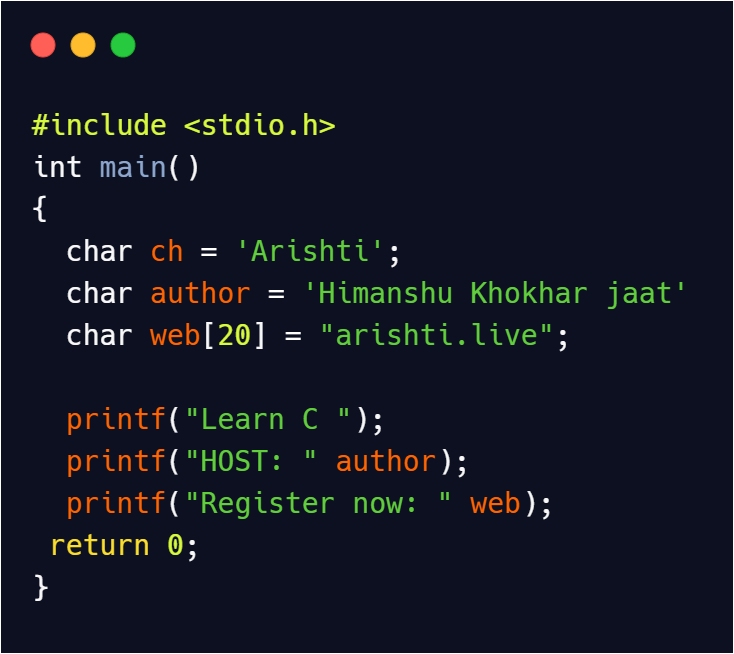 #include <stdio.h>
int main()
{
  char ch = 'Arishti';
  char author = 'Himanshu Khokhar jaat'
  char web[20] = "arishti.live";

  printf("Learn C ");
  printf("HOST: " author);
  printf("Register now: " web);
 return 0;
}